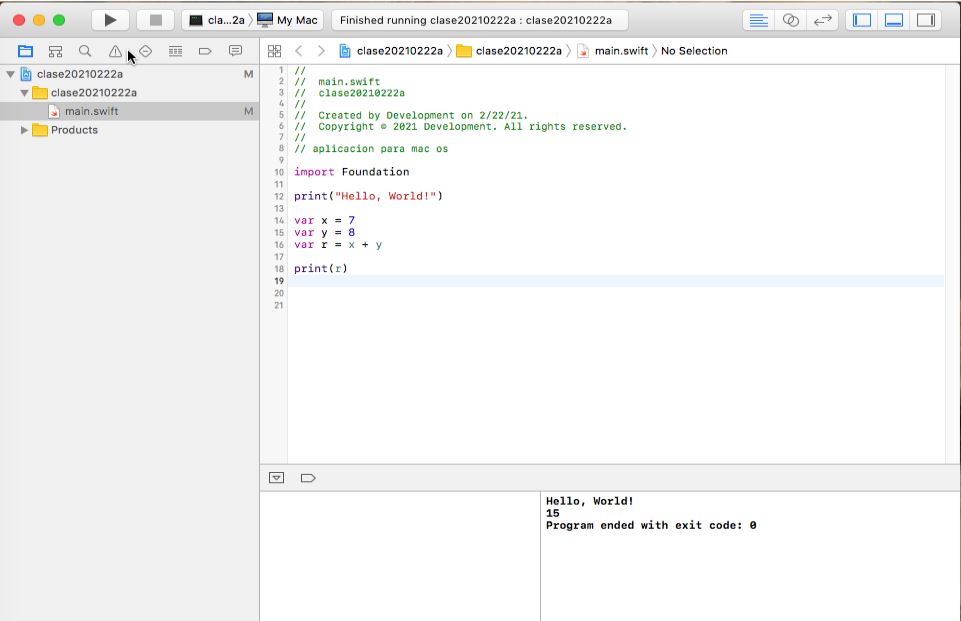 cla...2a 〉 My Mac
Finished running clase20210222a : clase20210222a
clase20210222a 〉 clase20210222a 〉 main.swift 〉 No Selection
clase20210222a M
clase20210222a
main.swift M
Products
1 //
2 //  main.swift
3 //  clase20210222a
4 //
5 //  Created by Development on 2/22/21.
6 //  Copyright © 2021 Development. All rights reserved.
7 //
8 // aplicacion para mac os
9
10 import Foundation
11
12 print("Hello, World!")
13
14 var x = 7
15 var y = 8
16 var r = x + y
17
18 print(r)
19
20
21
Hello, World!
15
Program ended with exit code: 0